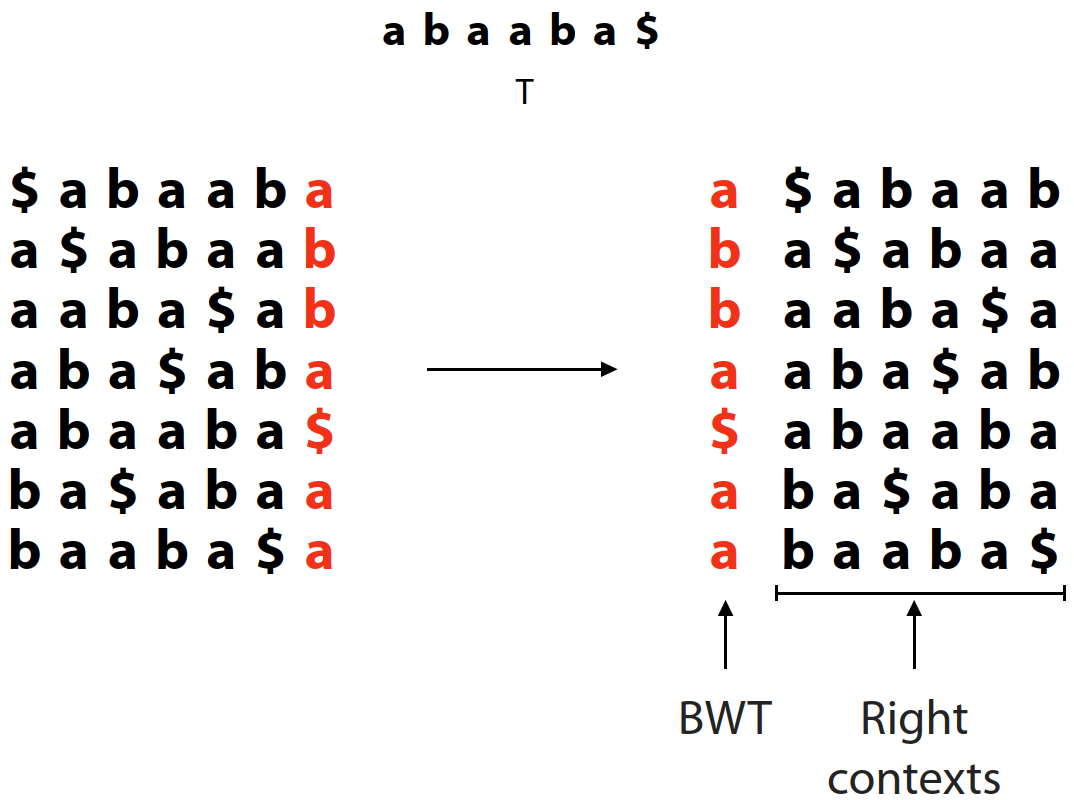 a b a a b a $
T
$ a b a a b a a $ a b a a b
a $ a b a a b b a $ a b a a
a a b a $ a b b a a b a $ a
a b a $ a b a a a b a $ a b
a b a a b a $ $ a b a a b a
b a $ a b a a a b a $ a b a
b a a b a $ a a b a a b a $
BWT Right
contexts